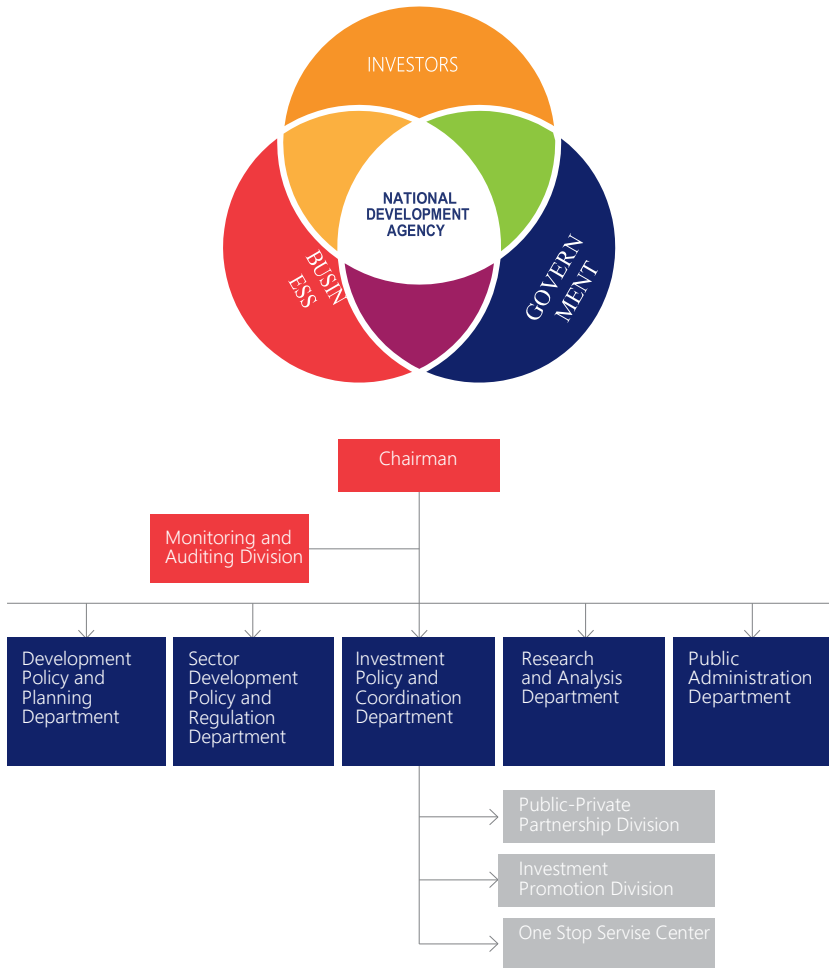 INVESTORS
NATIONAL
DEVELOPMENT
AGENCY
BUSIN
ESS
GOVERN
MENT
Chairman
Monitoring and
Auditing Division
Development
Policy and
Planning
Department
Sector
Development
Policy and
Regulation
Department
Investment
Policy and
Coordination
Department
Research
and Analysis
Department
Public
Administration
Department
Public-Private
Partnership Division
Investment
Promotion Division
One Stop Servise Center